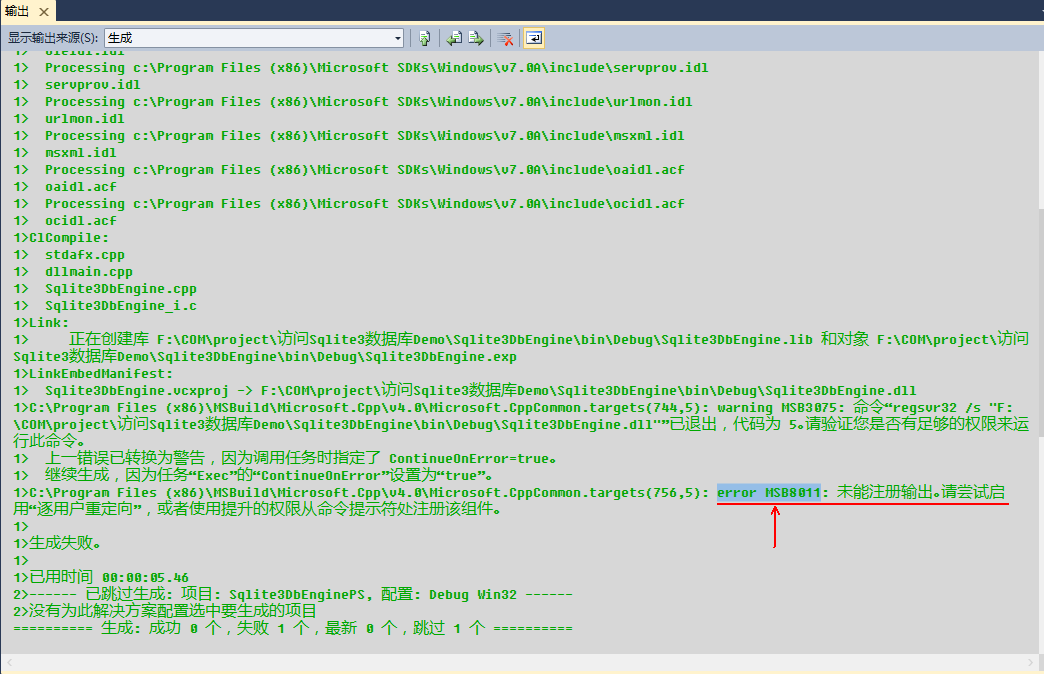 输出
显示输出来源(S): 生成
1>  oleidl.idl
1>  Processing c:\Program Files (x86)\Microsoft SDKs\Windows\v7.0A\include\servprov.idl
1>  servprov.idl
1>  Processing c:\Program Files (x86)\Microsoft SDKs\Windows\v7.0A\include\urlmon.idl
1>  urlmon.idl
1>  Processing c:\Program Files (x86)\Microsoft SDKs\Windows\v7.0A\include\msxml.idl
1>  msxml.idl
1>  Processing c:\Program Files (x86)\Microsoft SDKs\Windows\v7.0A\include\oaidl.acf
1>  oaidl.acf
1>  Processing c:\Program Files (x86)\Microsoft SDKs\Windows\v7.0A\include\ocidl.acf
1>  ocidl.acf
1>ClCompile:
1>  stdafx.cpp
1>  dllmain.cpp
1>  Sqlite3DbEngine.cpp
1>  Sqlite3DbEngine_i.c
1>Link:
1>     正在创建库 F:\COM\project\访问Sqlite3数据库Demo\Sqlite3DbEngine\bin\Debug\Sqlite3DbEngine.lib 和对象 F:\COM\project\访问
Sqlite3数据库Demo\Sqlite3DbEngine\bin\Debug\Sqlite3DbEngine.exp
1>LinkEmbedManifest:
1>  Sqlite3DbEngine.vcxproj -> F:\COM\project\访问Sqlite3数据库Demo\Sqlite3DbEngine\bin\Debug\Sqlite3DbEngine.dll
1>C:\Program Files (x86)\MSBuild\Microsoft.Cpp\v4.0\Microsoft.CppCommon.targets(744,5): warning MSB3075: 命令“regsvr32 /s "F:
\COM\project\访问Sqlite3数据库Demo\Sqlite3DbEngine\bin\Debug\Sqlite3DbEngine.dll"”已退出，代码为 5。请验证您是否有足够的权限来运
行此命令。
1>  上一错误已转换为警告，因为调用任务时指定了 ContinueOnError=true。
1>  继续生成，因为任务“Exec”的“ContinueOnError”设置为“true”。
1>C:\Program Files (x86)\MSBuild\Microsoft.Cpp\v4.0\Microsoft.CppCommon.targets(756,5): error MSB8011: 未能注册输出。请尝试启
用“逐用户重定向”，或者使用提升的权限从命令提示符处注册该组件。
1>
1>生成失败。
1>
1>已用时间 00:00:05.46
2>------ 已跳过生成: 项目: Sqlite3DbEnginePS, 配置: Debug Win32 ------
2>没有为此解决方案配置选中要生成的项目
========== 生成: 成功 0 个，失败 1 个，最新 0 个，跳过 1 个 ==========